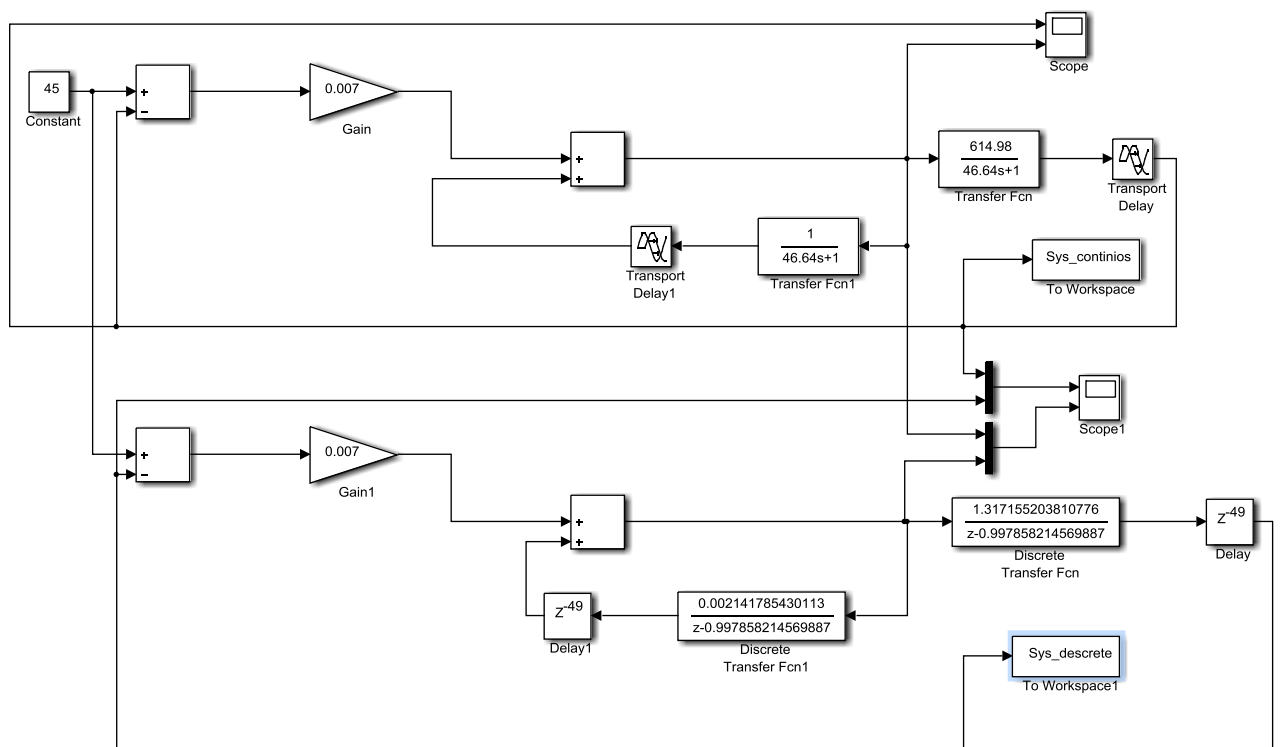 Scope
45
Constant
+
−
0.007
Gain
+
+
614.98
46.64s+1
Transfer Fcn
Transport
Delay
1
46.64s+1
Transfer Fcn1
Transport
Delay1
Sys_continios
To Workspace
Scope1
+
−
0.007
Gain1
+
+
1.317155203810776
z-0.997858214569887
Discrete
Transfer Fcn
Z-49
Delay
0.002141785430113
z-0.997858214569887
Discrete
Transfer Fcn1
Z-49
Delay1
Sys_descrete
To Workspace1